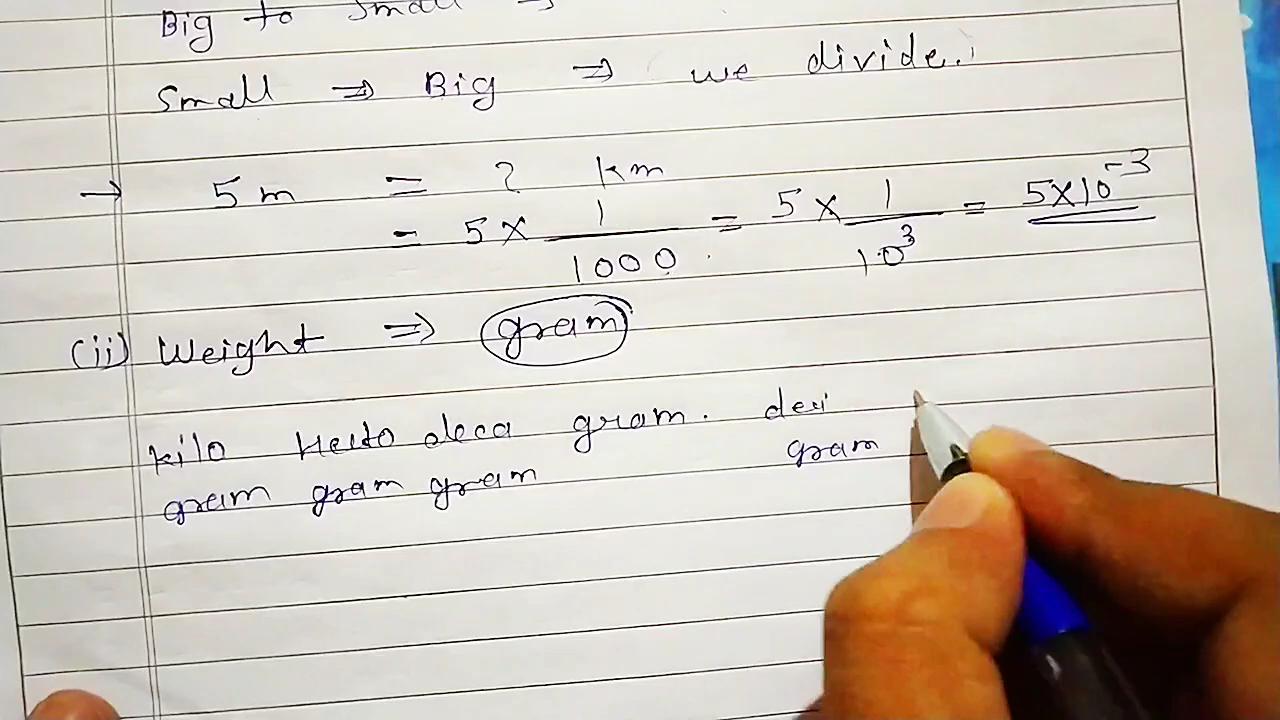 Big to Small ⇒
Small ⇒ Big ⇒ we divide.
→ 5m = ? km
= 5 × 1/1000 = 5 × 1/10³ = 5×10⁻³
(ii) Weight ⇒ gram
kilo Hecto deca gram. deci
gram gram gram gram